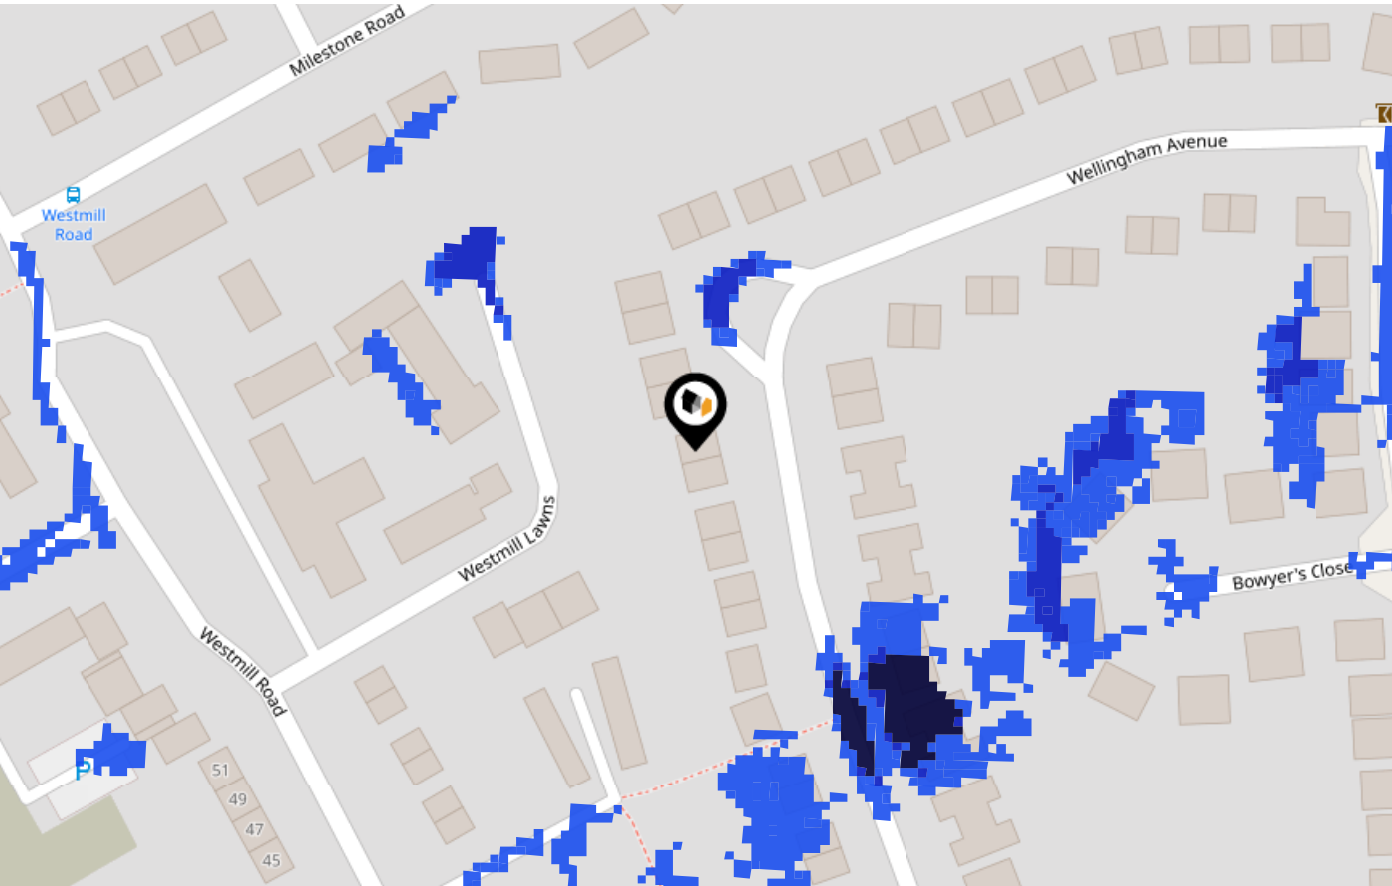 Milestone Road
Wellingham Avenue
Westmill
Road
Westmill Lawns
Bowyer's Close
Westmill Road
P
51
49
47
45